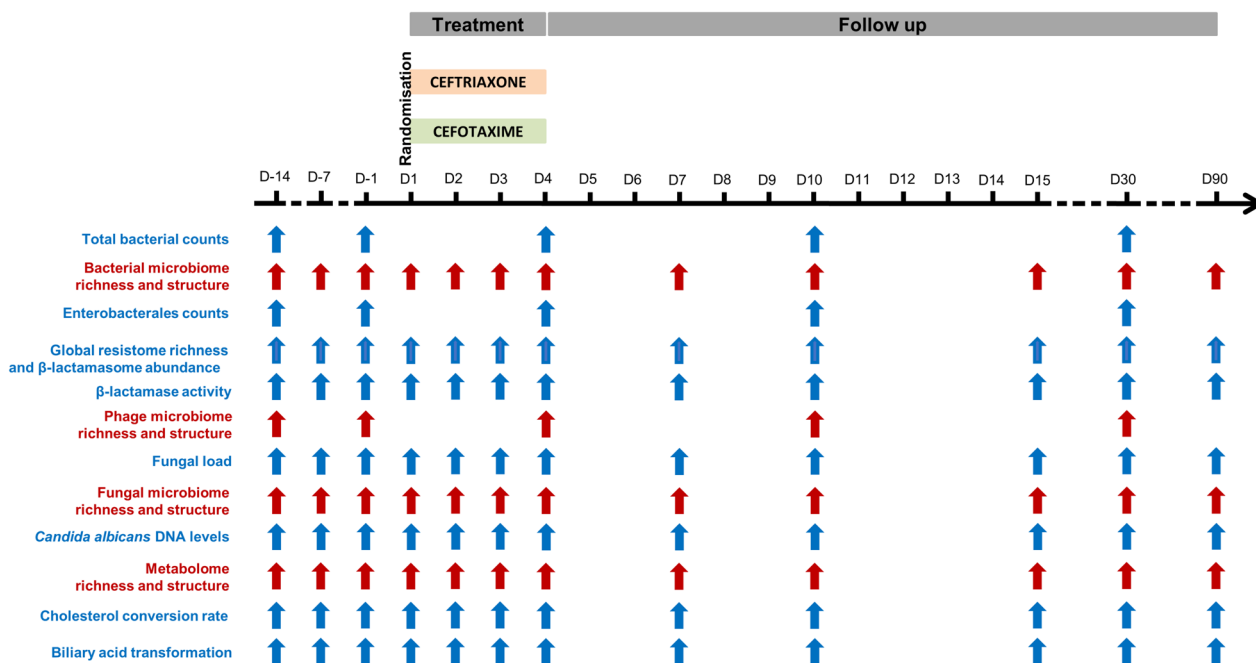 Treatment
Follow up
Randomisation
CEFTRIAXONE
CEFOTAXIME
D-14 D-7 D-1 D1 D2 D3 D4 D5 D6 D7 D8 D9 D10 D11 D12 D13 D14 D15 D30 D90
Total bacterial counts
Bacterial microbiome
richness and structure
Enterobacterales counts
Global resistome richness
and β-lactamasome abundance
β-lactamase activity
Phage microbiome
richness and structure
Fungal load
Fungal microbiome
richness and structure
Candida albicans DNA levels
Metabolome
richness and structure
Cholesterol conversion rate
Biliary acid transformation